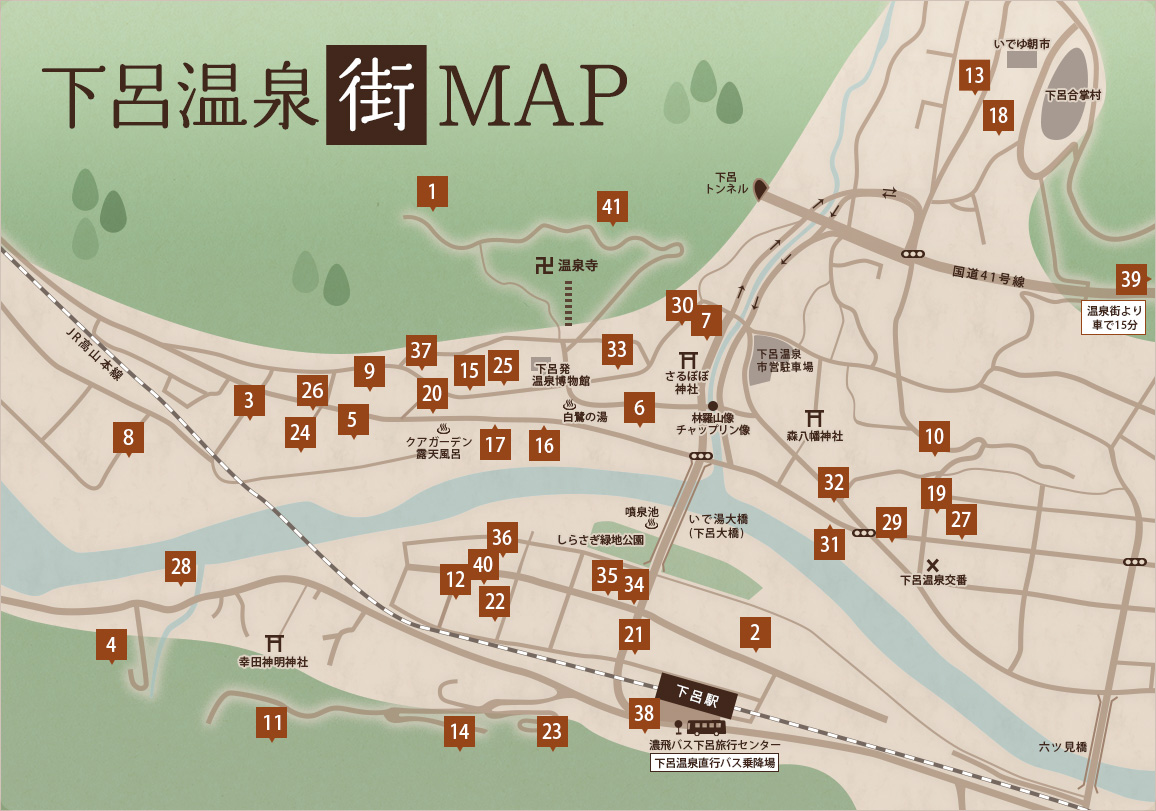 下呂温泉街MAP
いでゆ朝市
13
下呂合掌村
18
下呂
トンネル
1
41
卍 温泉寺
国道41号線
39
温泉街より
車で15分
JR高山本線
30
7
37
33
9
15
25
下呂発
温泉博物館
さるぼぼ
神社
下呂温泉
市営駐車場
26
20
3
5
24
白鷺の湯
6
林羅山像
チャップリン像
森八幡神社
8
クアガーデン
露天風呂
17
16
10
32
19
27
29
31
噴泉池
いで湯大橋
(下呂大橋)
しらさぎ緑地公園
下呂温泉交番
36
40
12
22
35
34
28
21
2
4
幸田神明神社
下呂駅
11
14
23
38
濃飛バス下呂旅行センター
下呂温泉直行バス乗降場
六ツ見橋